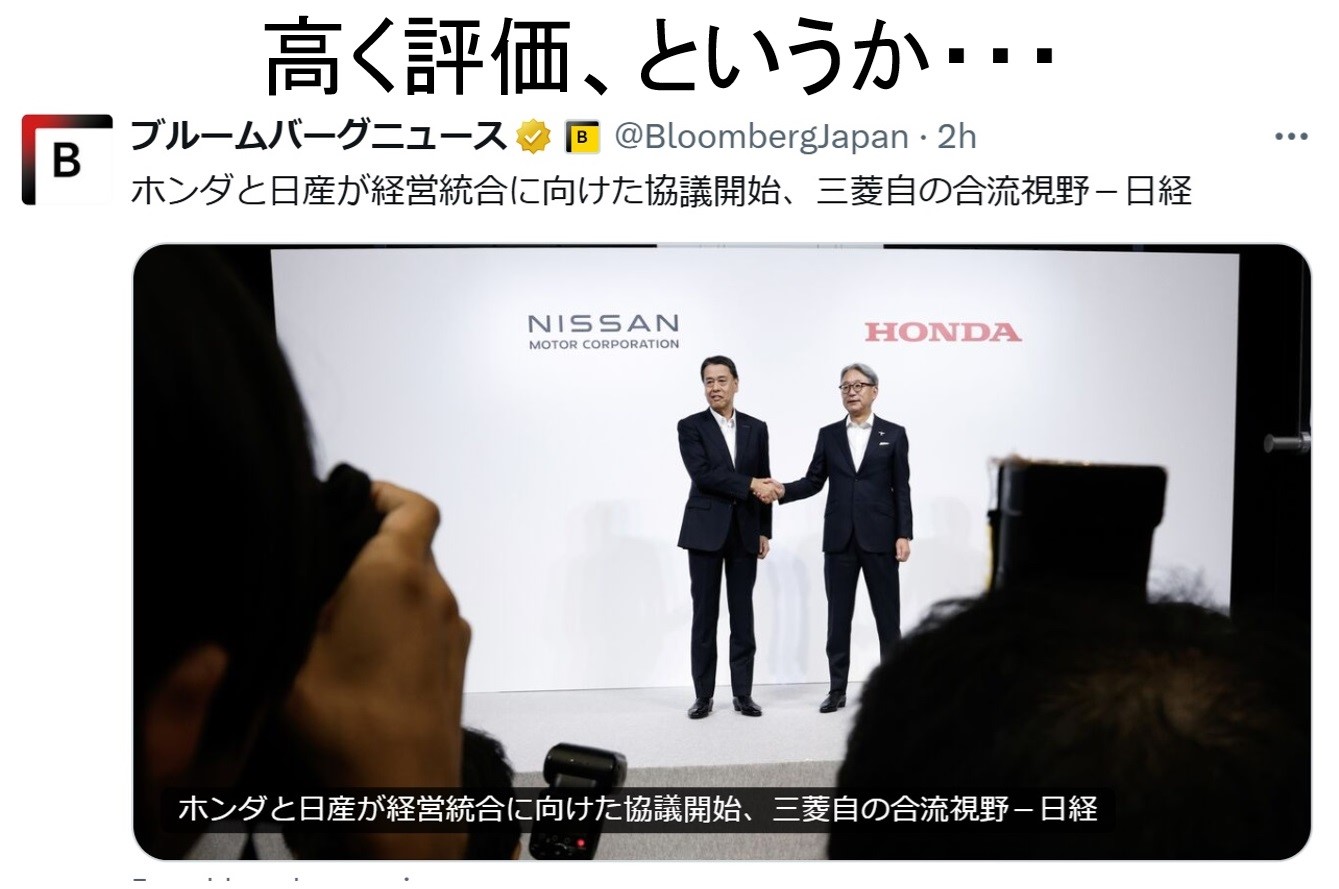 高く評価、というか・・・
ブルームバーグニュース B @BloombergJapan · 2h
B
ホンダと日産が経営統合に向けた協議開始、三菱自の合流視野－日経
NISSAN
MOTOR CORPORATION
HONDA
ホンダと日産が経営統合に向けた協議開始、三菱自の合流視野－日経